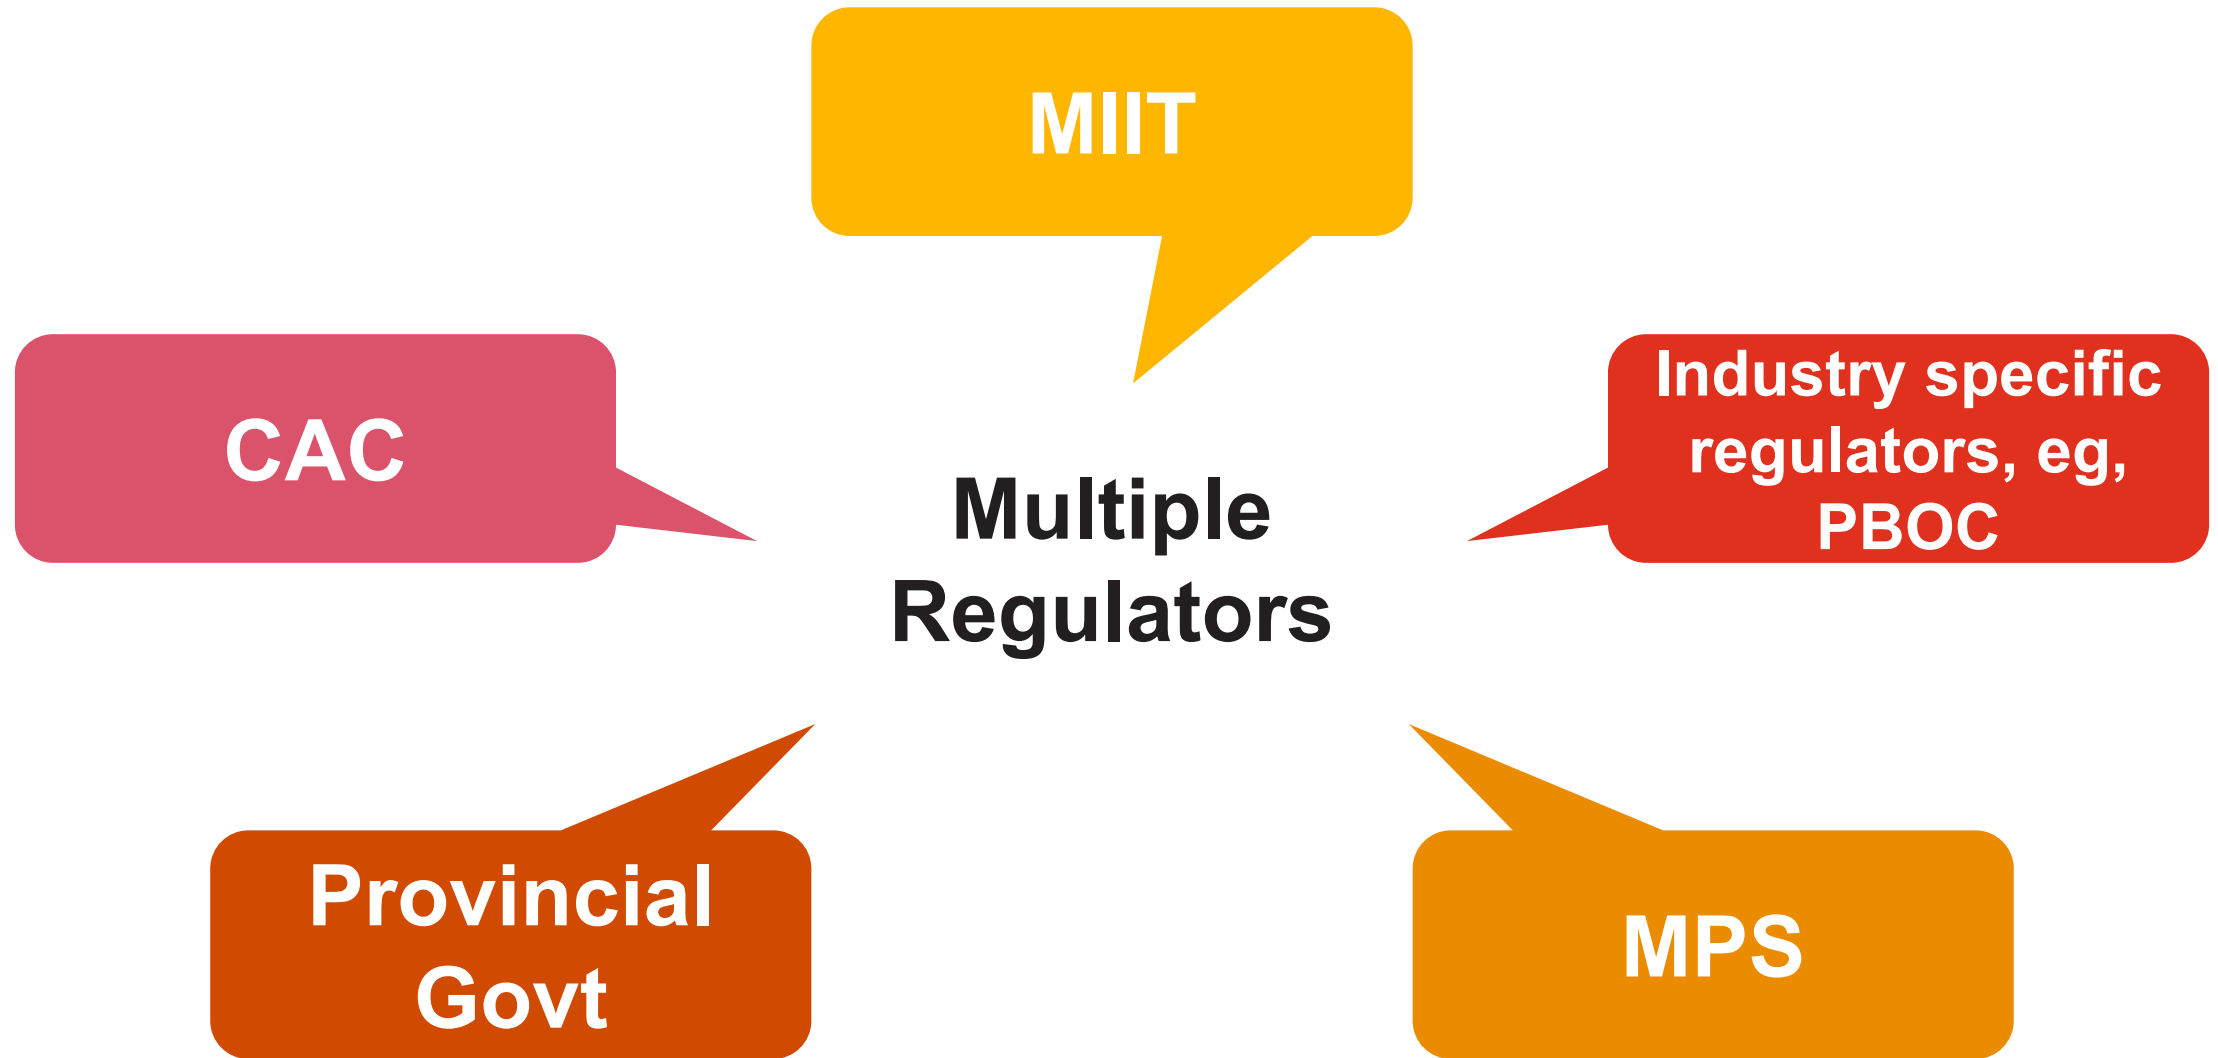 MIIT
CAC
Industry specific
regulators, eg,
PBOC
Multiple
Regulators
Provincial
Govt
MPS